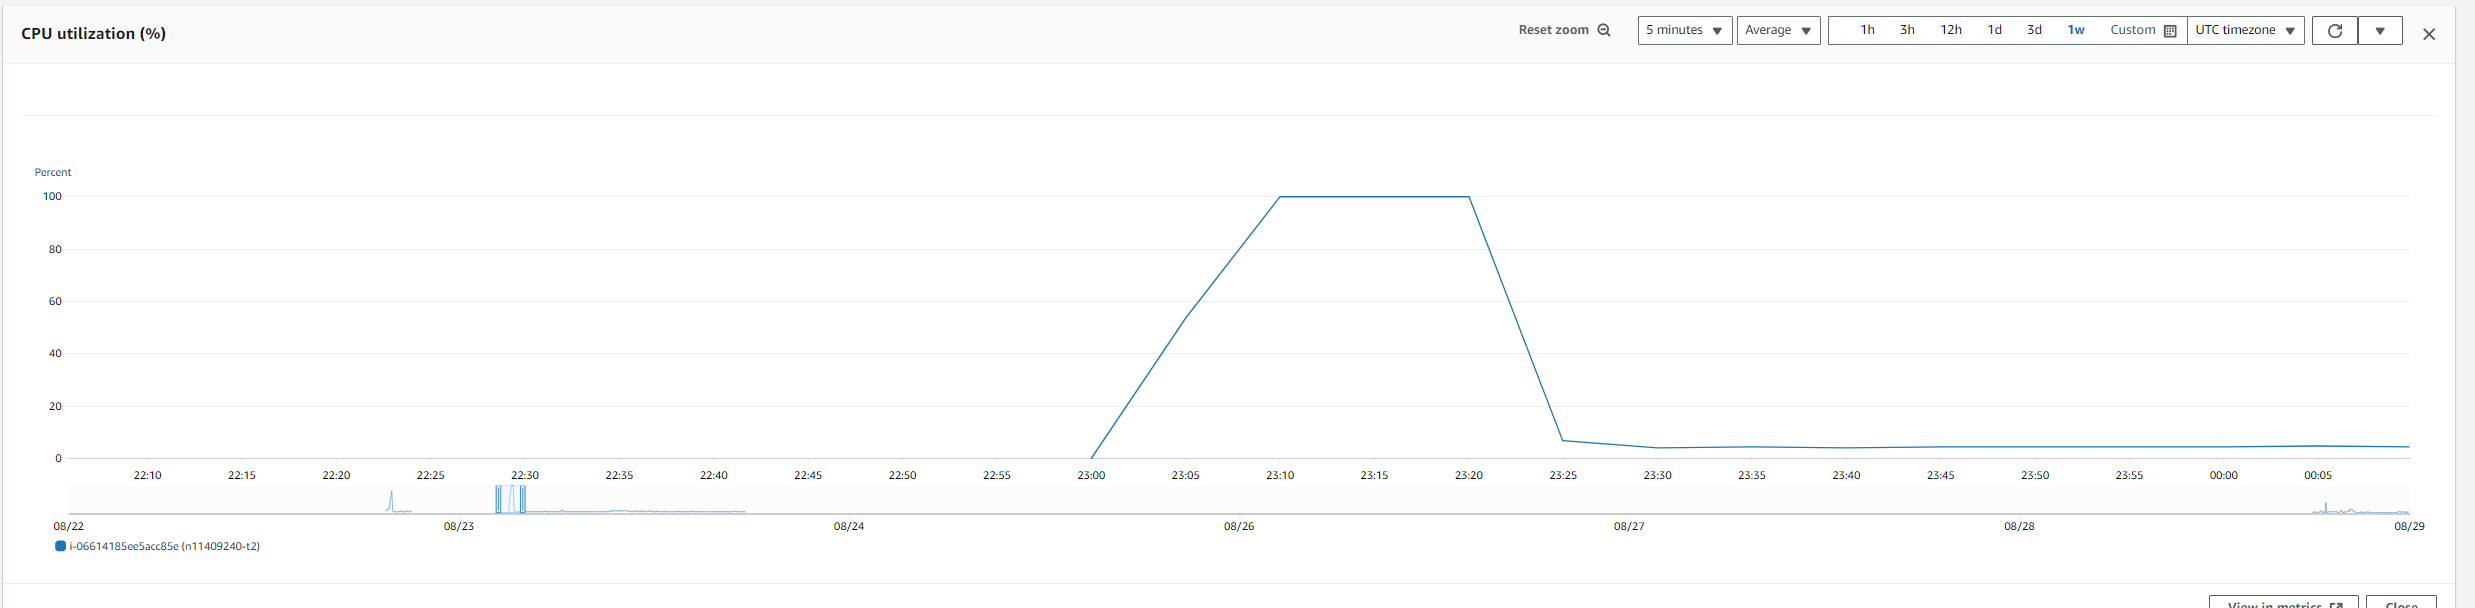 CPU utilization (%)
Reset zoom
5 minutes
Average
1h 3h 12h 1d 3d 1w Custom
UTC timezone
Percent
100
80
60
40
20
0
22:10 22:15 22:20 22:25 22:30 22:35 22:40 22:45 22:50 22:55 23:00 23:05 23:10 23:15 23:20 23:25 23:30 23:35 23:40 23:45 23:50 23:55 00:00 00:05
08/22 08/23 08/24 08/26 08/27 08/28 08/29
i-06614185ee5acc85e (n11409240-t2)
View in metrics
Close